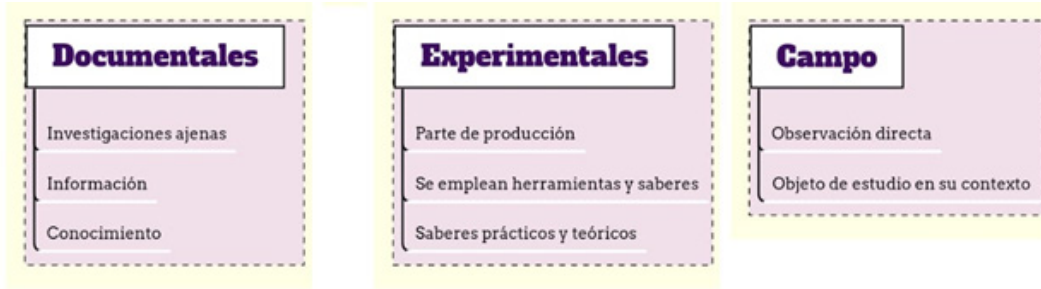 Documentales
Investigaciones ajenas
Información
Conocimiento
Experimentales
Parte de producción
Se emplean herramientas y saberes
Saberes prácticos y teóricos
Campo
Observación directa
Objeto de estudio en su contexto